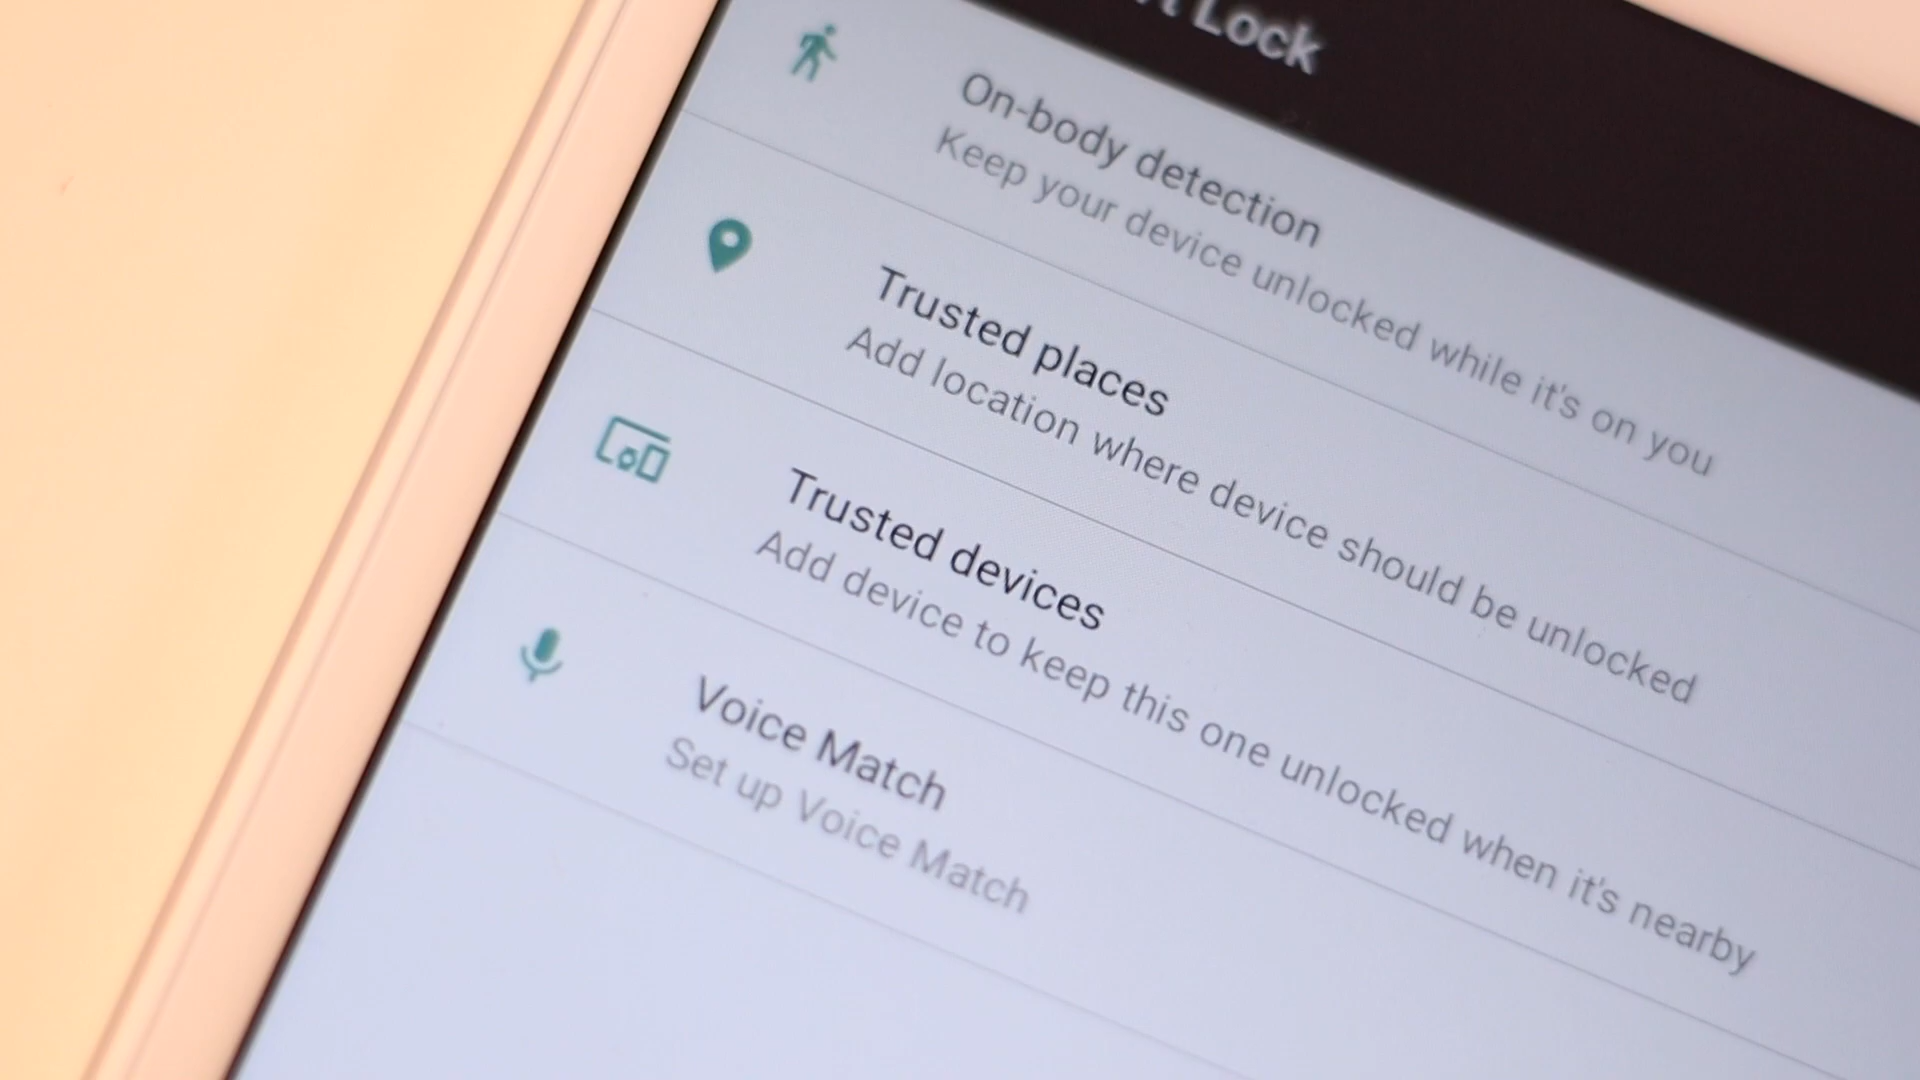 Lock
On-body detection
Keep your device unlocked while it's on you
Trusted places
Add location where device should be unlocked
Trusted devices
Add device to keep this one unlocked when it's nearby
Voice Match
Set up Voice Match